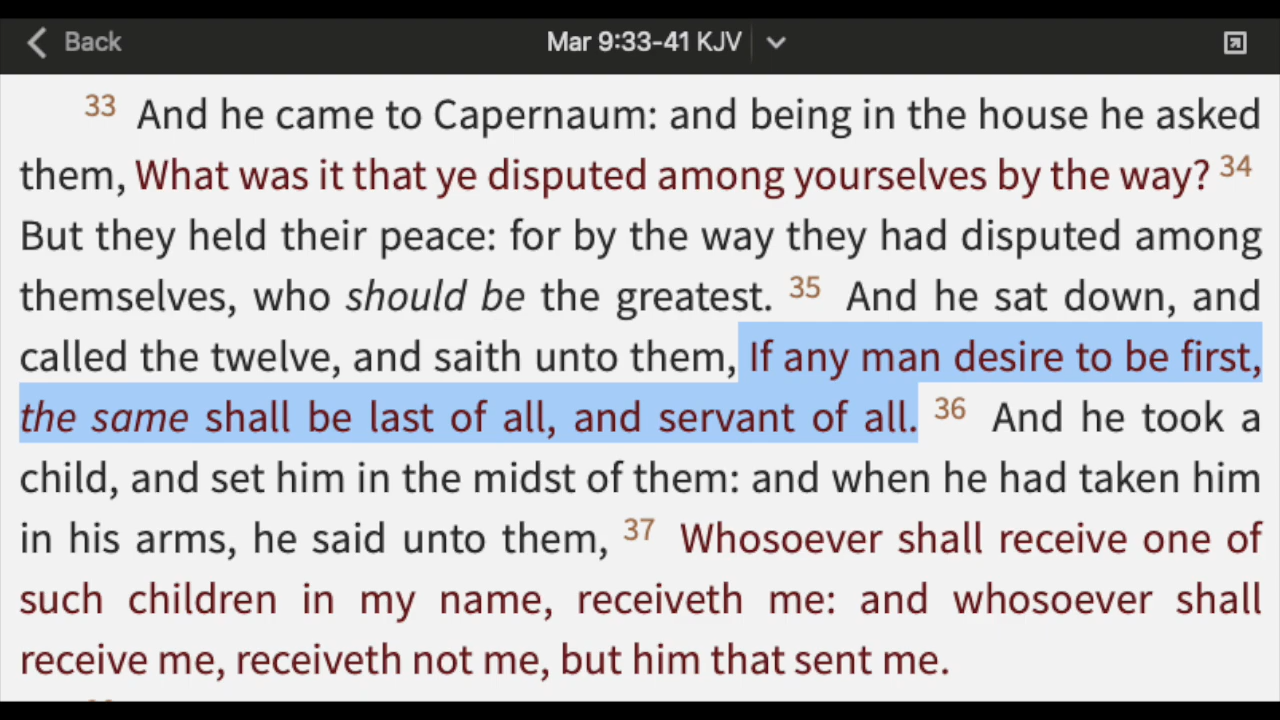 Back
Mar 9:33-41 KJV
33 And he came to Capernaum: and being in the house he asked
them, What was it that ye disputed among yourselves by the way? 34
But they held their peace: for by the way they had disputed among
themselves, who should be the greatest. 35 And he sat down, and
called the twelve, and saith unto them, If any man desire to be first,
the same shall be last of all, and servant of all. 36 And he took a
child, and set him in the midst of them: and when he had taken him
in his arms, he said unto them, 37 Whosoever shall receive one of
such children in my name, receiveth me: and whosoever shall
receive me, receiveth not me, but him that sent me.